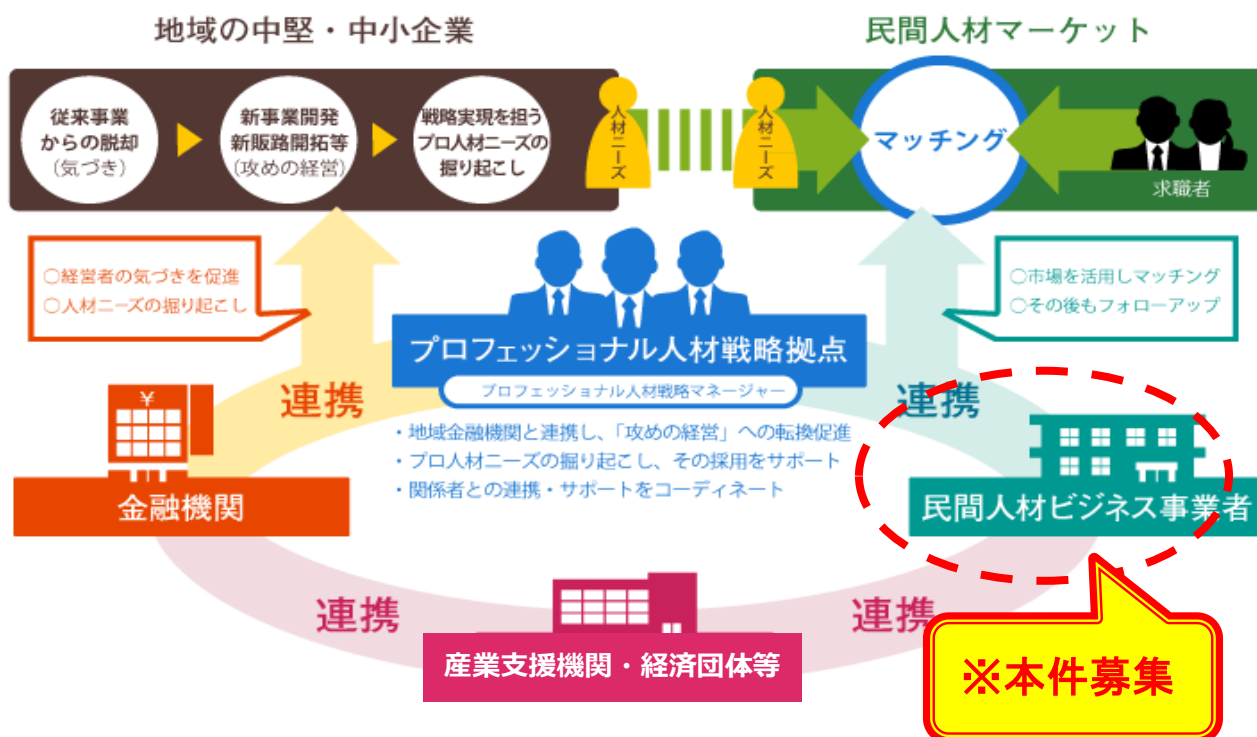 地域の中堅・中小企業
民間人材マーケット
従来事業
からの脱却
(気づき)
新事業開発
新販路開拓等
(攻めの経営)
戦略実現を担う
プロ人材ニーズの
掘り起こし
人材ニーズ
人材ニーズ
マッチング
求職者
○経営者の気づきを促進
○人材ニーズの掘り起こし
○市場を活用しマッチング
○その後もフォローアップ
プロフェッショナル人材戦略拠点
プロフェッショナル人材戦略マネージャー
・地域金融機関と連携し、「攻めの経営」への転換促進
・プロ人材ニーズの掘り起こし、その採用をサポート
・関係者との連携・サポートをコーディネート
連携
連携
¥
金融機関
民間人材ビジネス事業者
連携
連携
産業支援機関・経済団体等
※本件募集